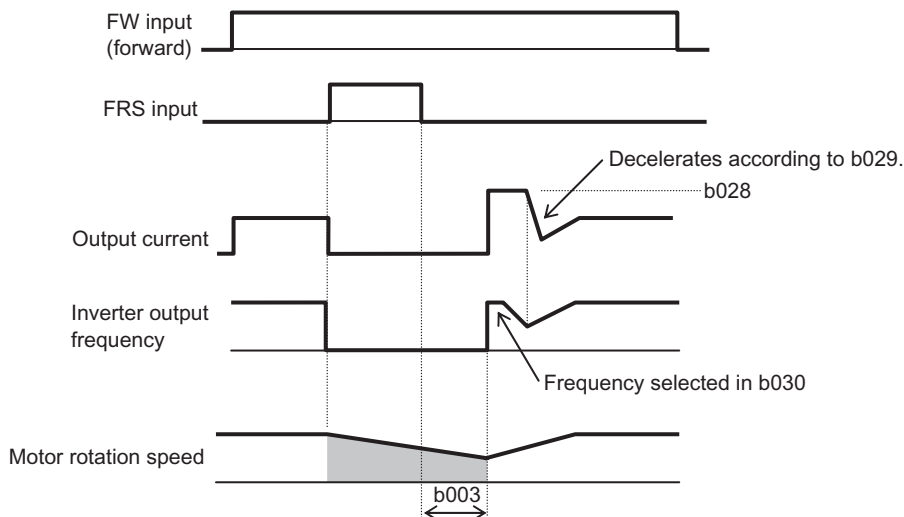 FW input
(forward)
FRS input
Decelerates according to b029.
b028
Output current
Inverter output
frequency
Frequency selected in b030
Motor rotation speed
b003